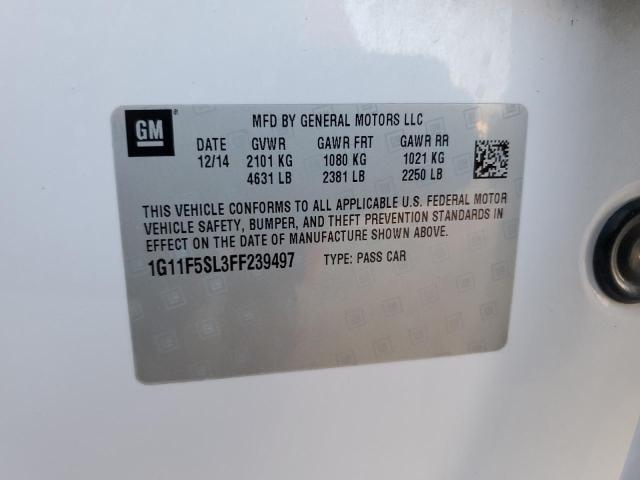 GM
MFD BY GENERAL MOTORS LLC
DATE GVWR GAWR FRT GAWR RR
12/14 2101 KG 1080 KG 1021 KG
4631 LB 2381 LB 2250 LB
THIS VEHICLE CONFORMS TO ALL APPLICABLE U.S. FEDERAL MOTOR
VEHICLE SAFETY, BUMPER, AND THEFT PREVENTION STANDARDS IN
EFFECT ON THE DATE OF MANUFACTURE SHOWN ABOVE.
1G11F5SL3FF239497 TYPE: PASS CAR